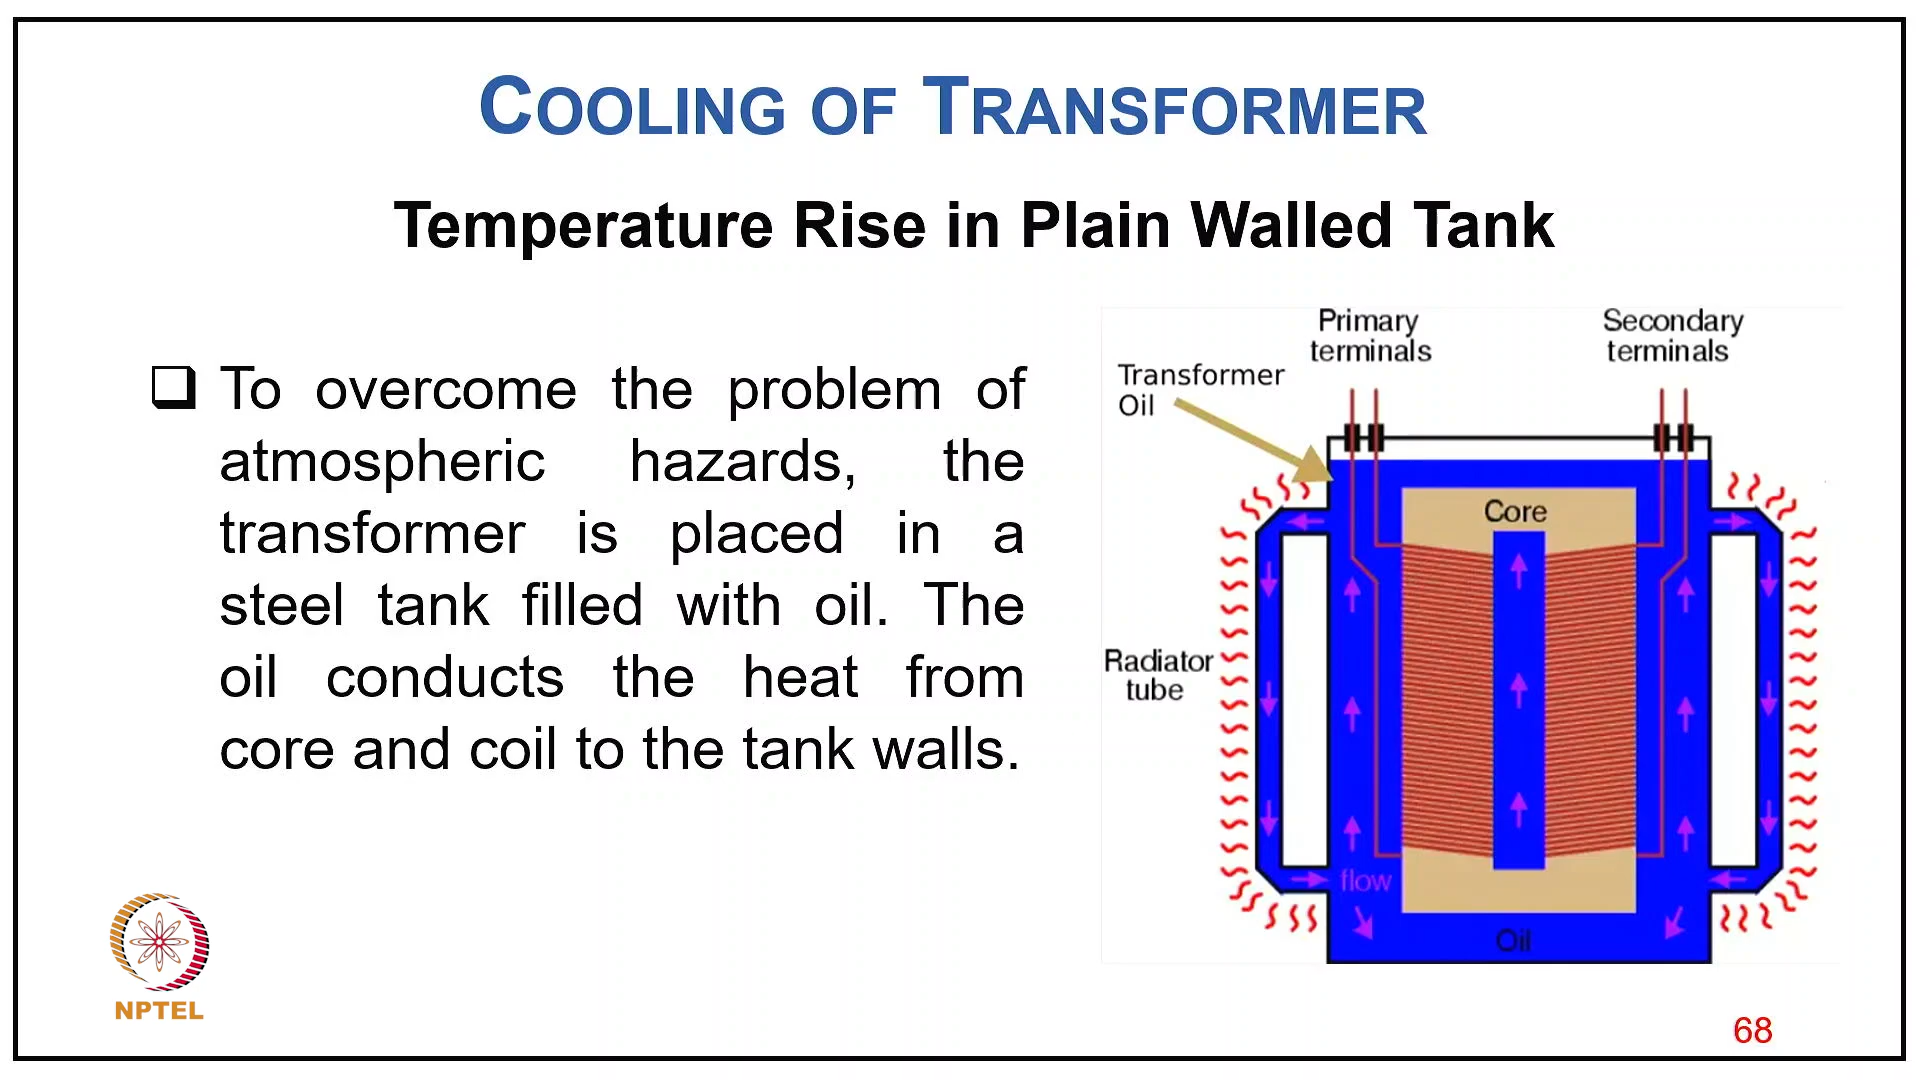 COOLING OF TRANSFORMER
Temperature Rise in Plain Walled Tank
To overcome the problem of
atmospheric hazards, the
transformer is placed in a
steel tank filled with oil. The
oil conducts the heat from
core and coil to the tank walls.
Primary
terminals
Secondary
terminals
Transformer
Oil
Core
Radiator
tube
flow
Oil
NPTEL
68